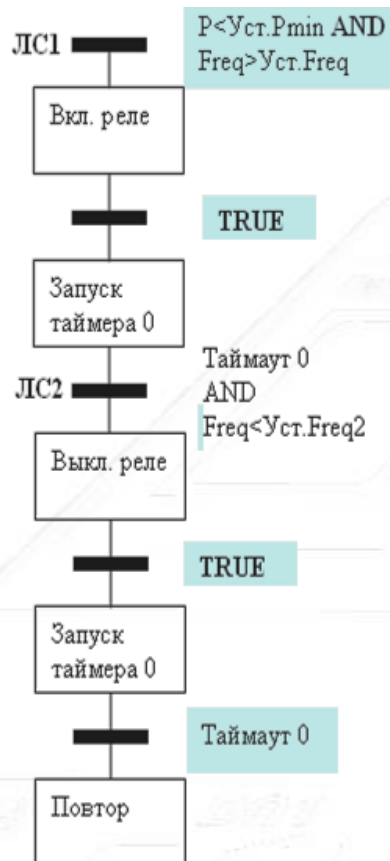 ЛС1
P<Уст.Pmin AND
Freq>Уст.Freq
Вкл. реле
TRUE
Запуск
таймера 0
ЛС2
Таймаут 0
AND
Freq<Уст.Freq2
Выкл. реле
TRUE
Запуск
таймера 0
Таймаут 0
Повтор